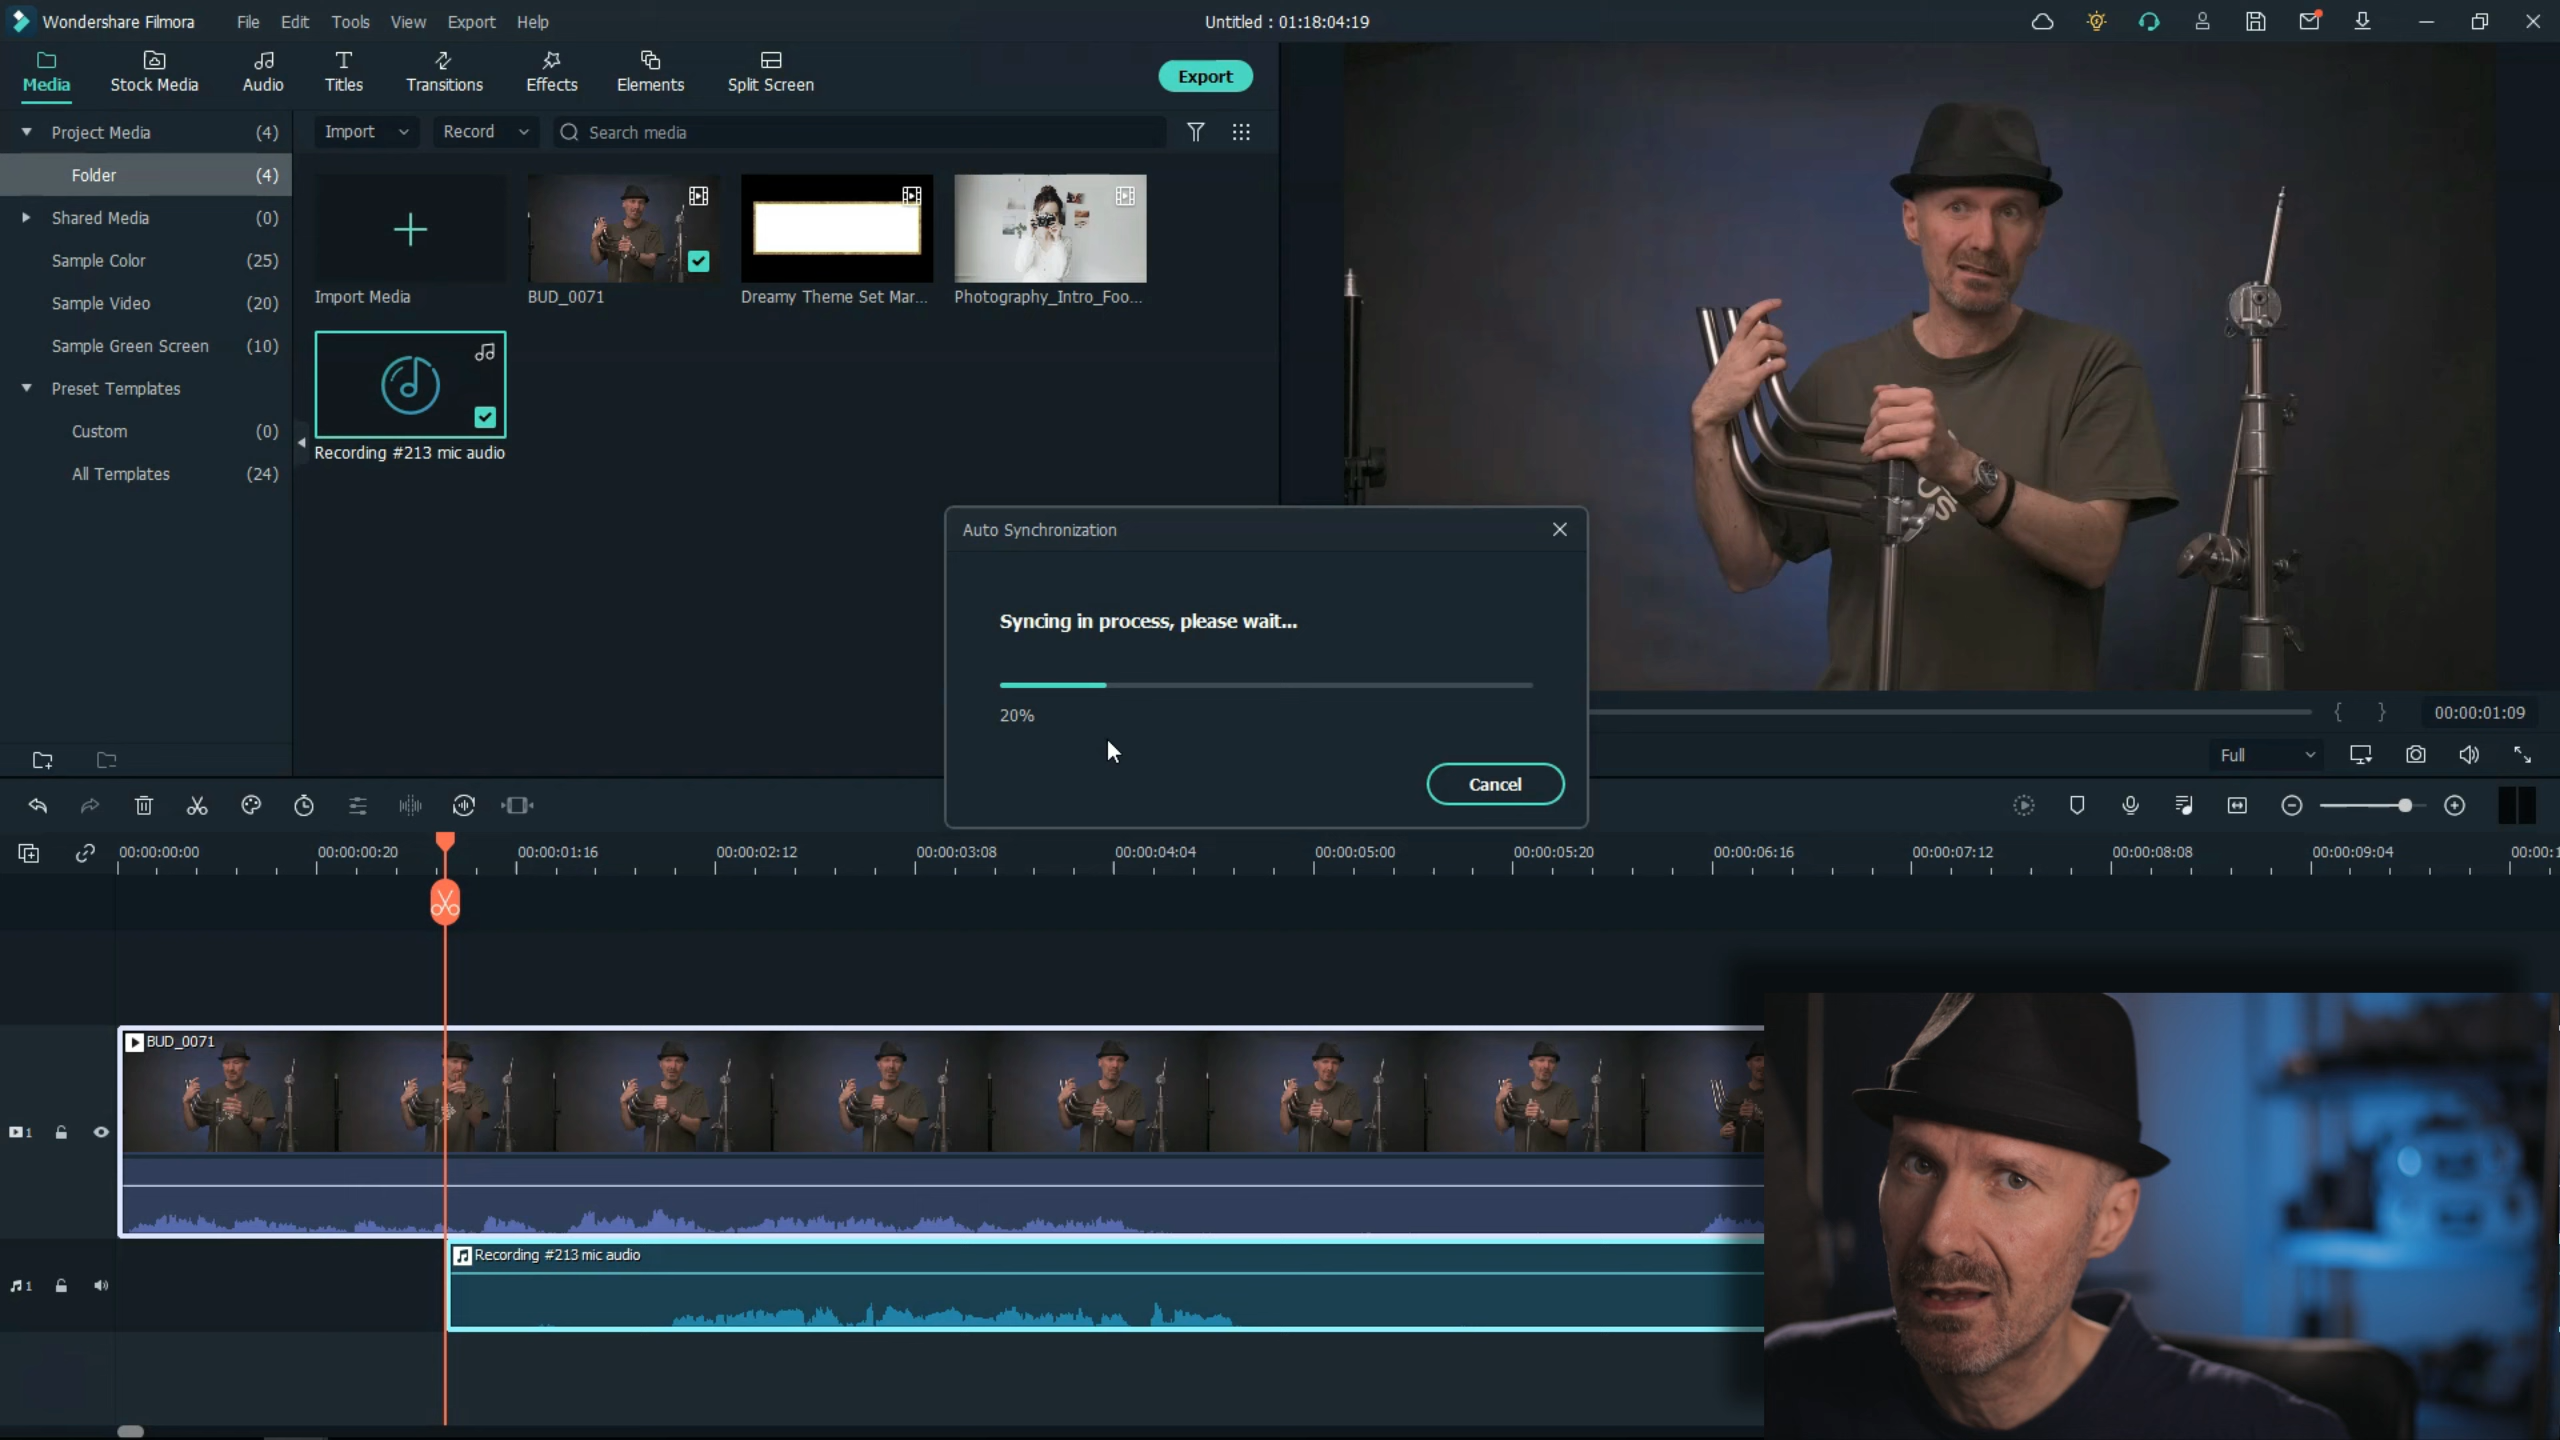 Wondershare Filmora File Edit Tools View Export Help
Untitled : 01:18:04:19
Media Stock Media Audio Titles Transitions Effects Elements Split Screen
Export
Project Media (4)
Folder (4)
Shared Media (0)
Sample Color (25)
Sample Video (20)
Sample Green Screen (10)
Preset Templates
Custom (0)
All Templates (24)
Import Record Search media
Import Media
BUD_0071
Dreamy Theme Set Mar...
Photography_Intro_Foo...
Recording #213 mic audio
Auto Synchronization
Syncing in process, please wait...
20%
Cancel
{ } 00:00:01:09
Full
00:00:00:00 00:00:00:20 00:00:01:16 00:00:02:12 00:00:03:08 00:00:04:04 00:00:05:00 00:00:05:20 00:00:06:16 00:00:07:12 00:00:08:08 00:00:09:04 00:00:1
BUD_0071
1
Recording #213 mic audio
1